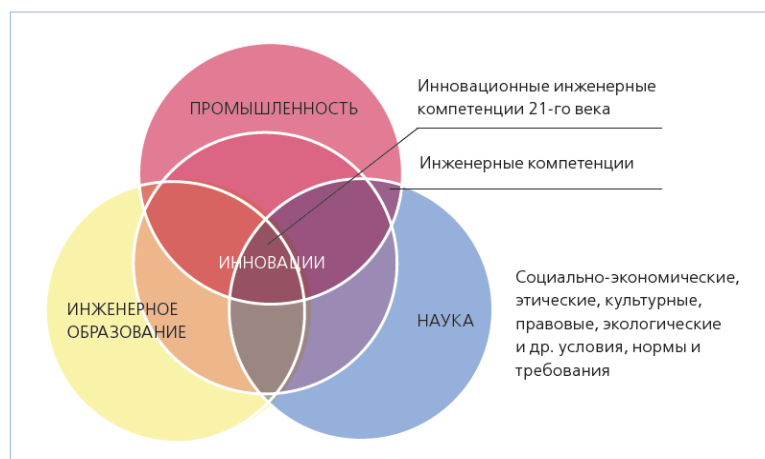 ПРОМЫШЛЕННОСТЬ
Инновационные инженерные
компетенции 21-го века
Инженерные компетенции
ИННОВАЦИИ
ИНЖЕНЕРНОЕ
ОБРАЗОВАНИЕ
НАУКА
Социально-экономические,
этические, культурные,
правовые, экологические
и др. условия, нормы и
требования